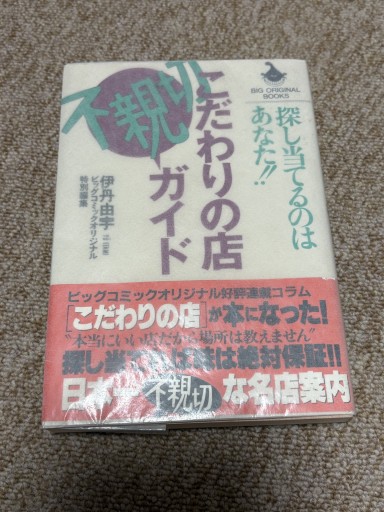 BIG ORIGINAL
BOOKS
探し当てるのは
あなた!!
不親切
こだわりの店
ガイド
伊丹由宇
ビッグコミックオリジナル
特別編集
ビッグコミックオリジナル好評連載コラム
[こだわりの店]が本になった!
"本当にいい店だから場所は教えません"
探し当て
味は絶対保証!!
日本一不親切な名店案内